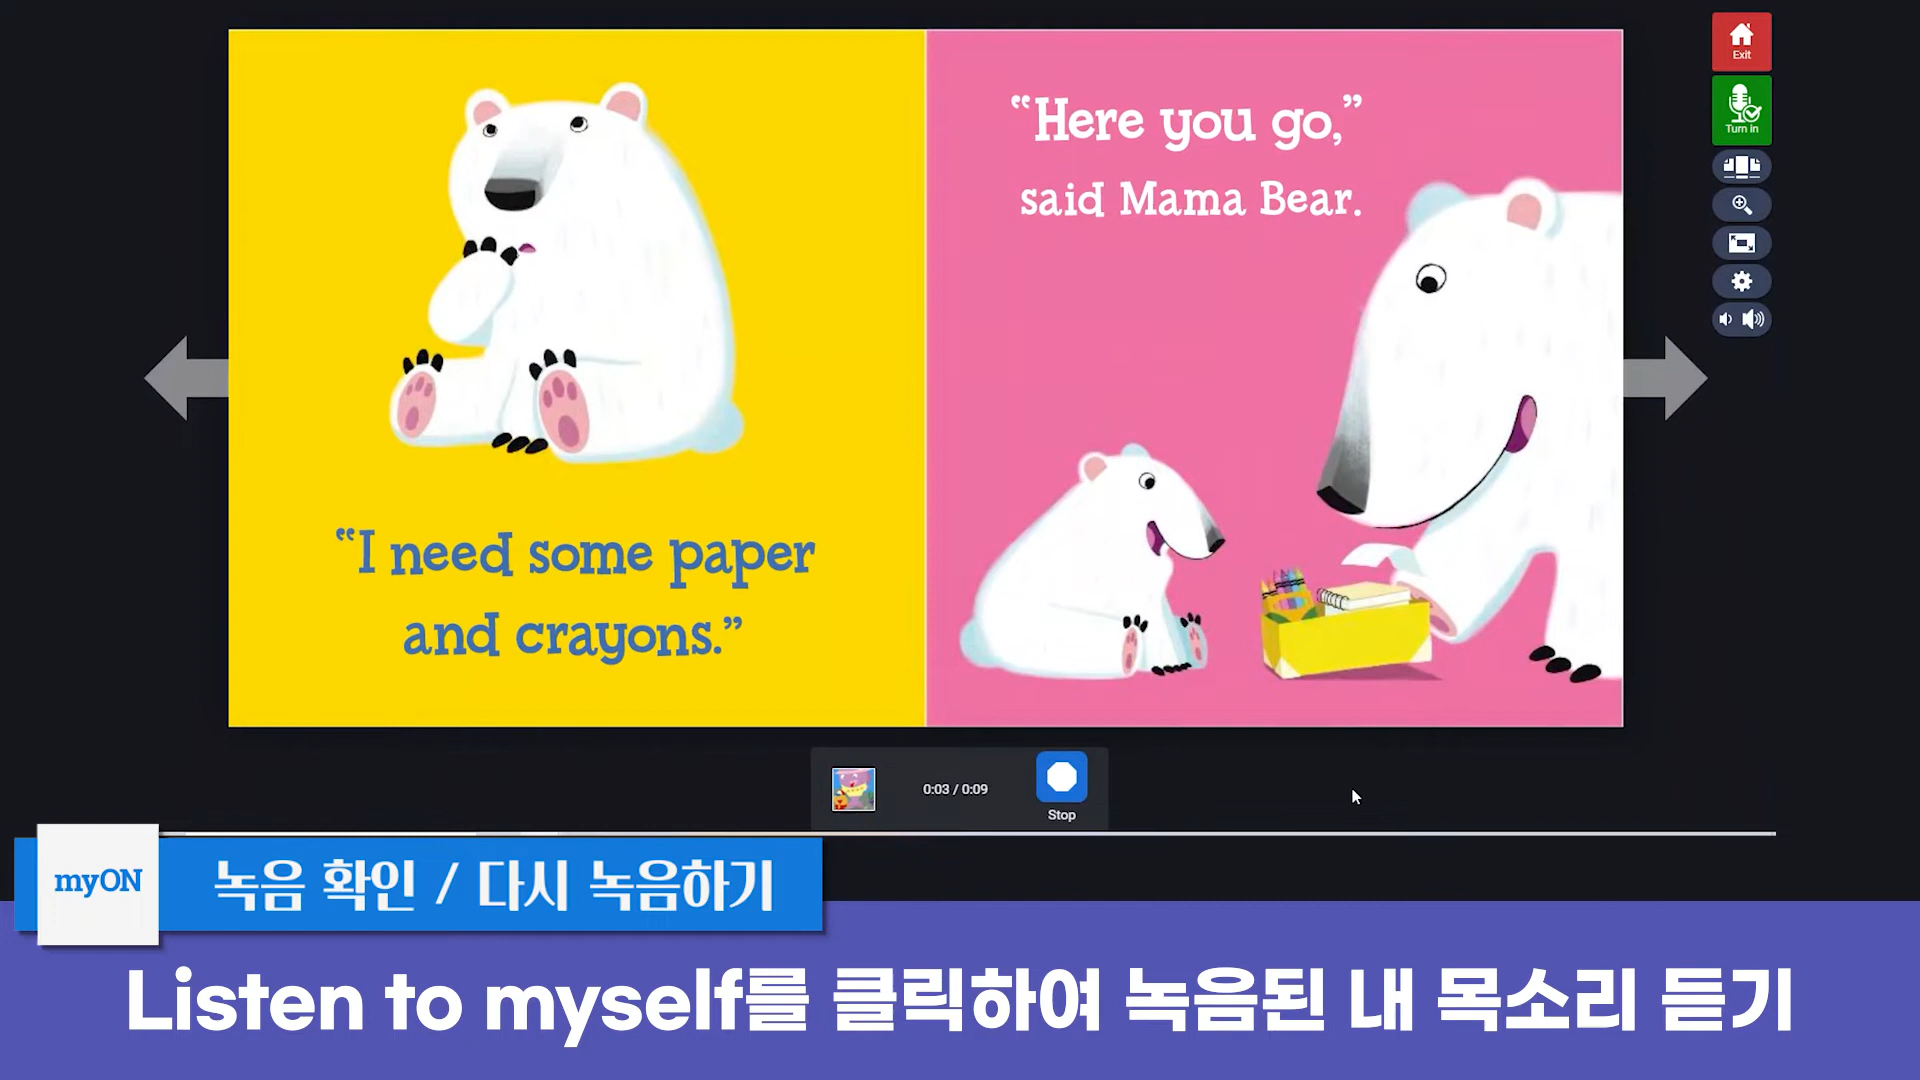 “I need some paper
and crayons.”
“Here you go,”
said Mama Bear.
Exit
Turn in
0:03 / 0:09
Stop
myON
녹음 확인 / 다시 녹음하기
Listen to myself를 클릭하여 녹음된 내 목소리 듣기